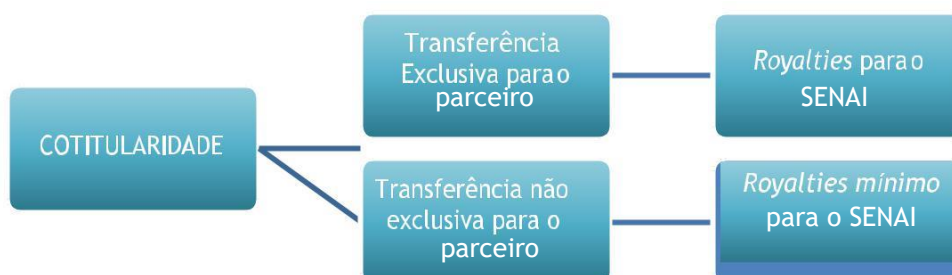 COTITULARIDADE
Transferência
Exclusiva para o
parceiro
Royalties para o
SENAI
Transferência não
exclusiva para o
parceiro
Royalties mínimo
para o SENAI